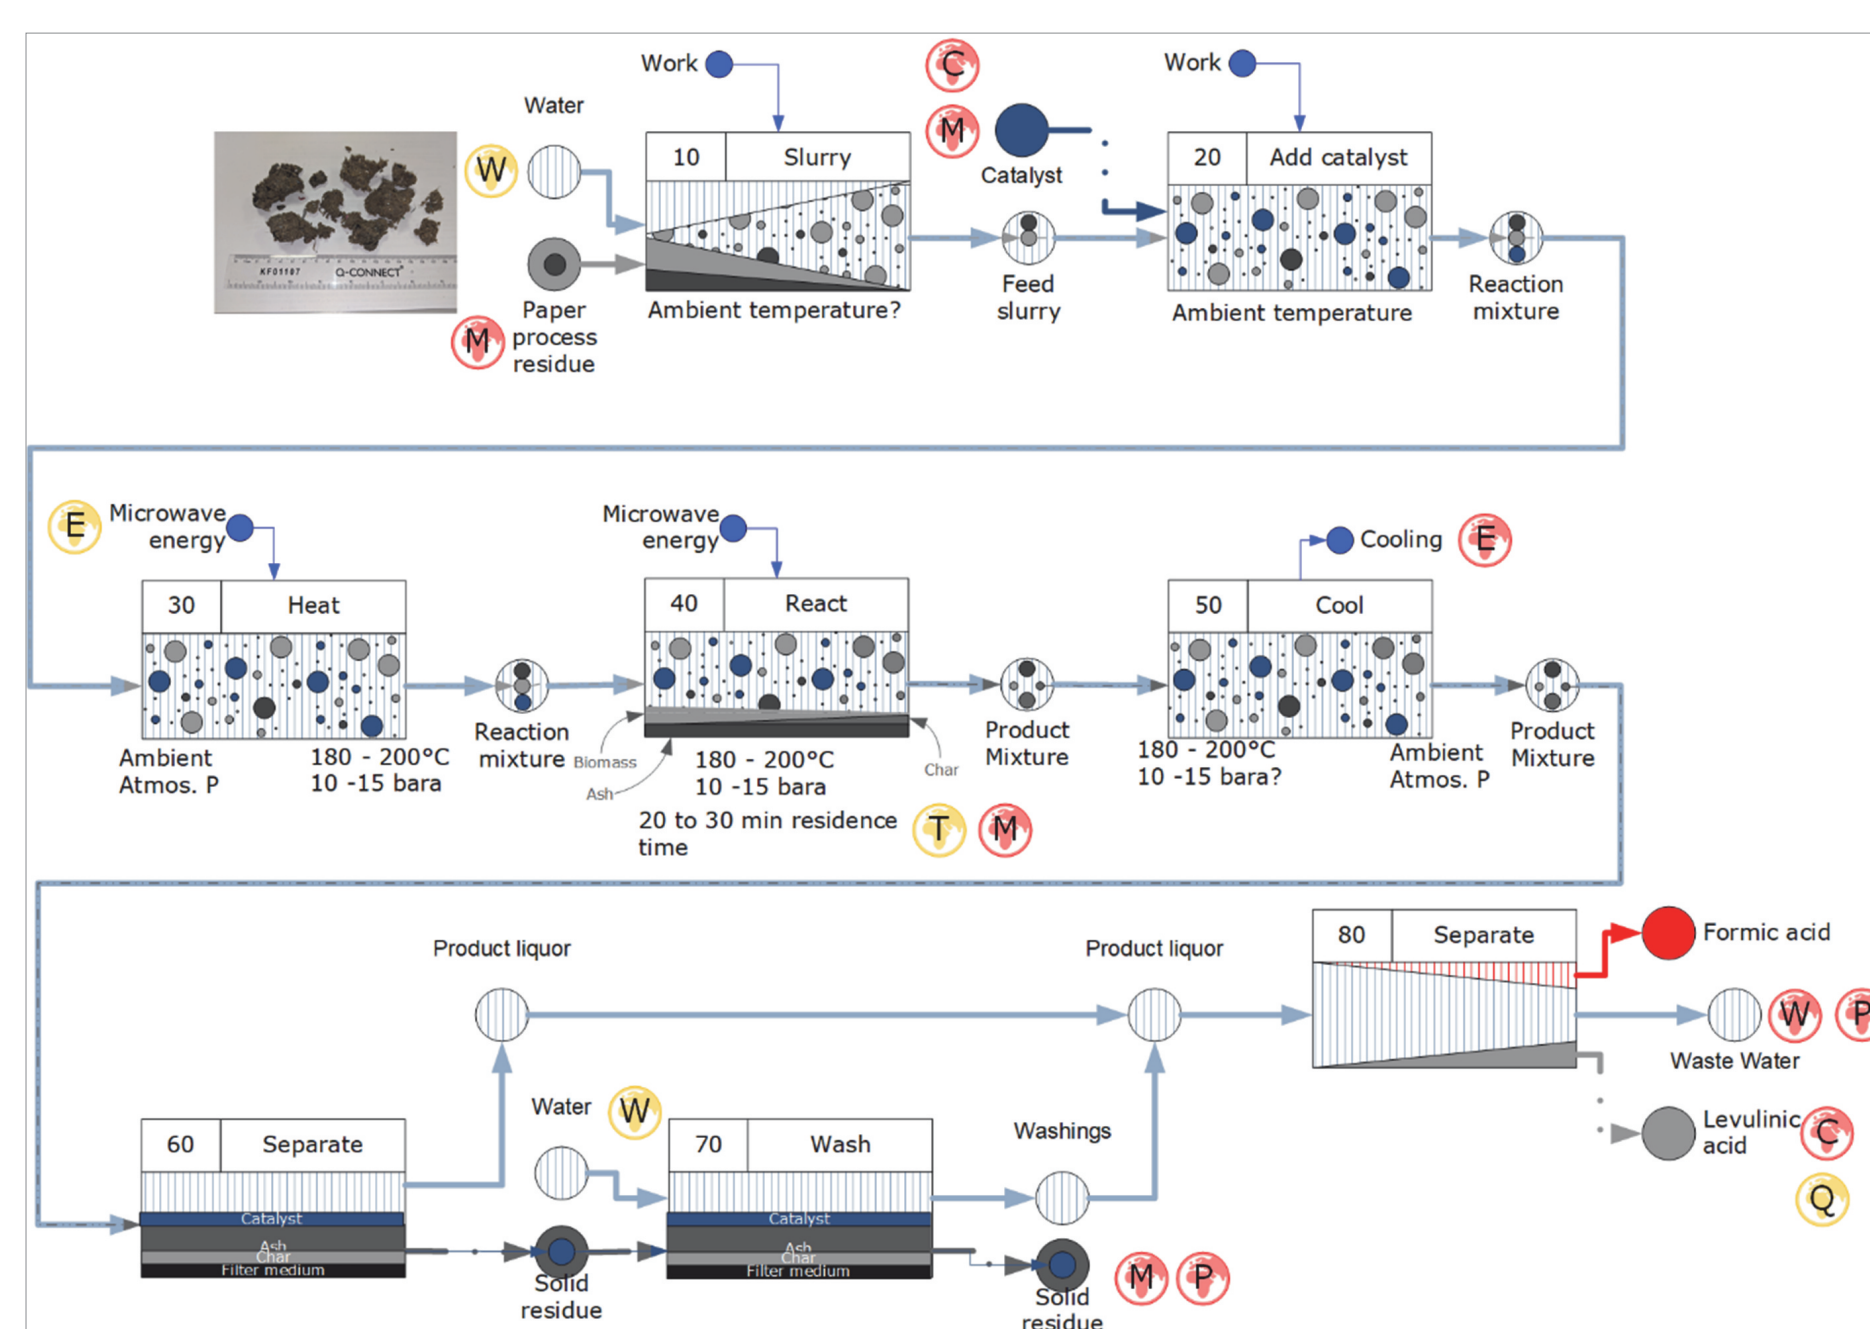 Work
C
Work
Water
M
10 Slurry
20 Add catalyst
W
Catalyst
KF01107 Q-CONNECT
Feed
slurry
Reaction
mixture
Paper
process
residue
M
Ambient temperature?
Ambient temperature
E
Microwave
energy
Microwave
energy
Cooling
E
30 Heat
40 React
50 Cool
Reaction
mixture
Product
Mixture
Product
Mixture
Ambient
Atmos. P
180 - 200°C
10 -15 bara
Biomass
Ash
Char
180 - 200°C
10 -15 bara
20 to 30 min residence
time
T
M
180 - 200°C
10 -15 bara?
Ambient
Atmos. P
Product liquor
Product liquor
80 Separate
Formic acid
W
P
Waste Water
Levulinic
acid
C
Q
Water
W
Washings
60 Separate
70 Wash
Catalyst
Ash
Char
Filter medium
Catalyst
Ash
Char
Filter medium
Solid
residue
Solid
residue
M
P